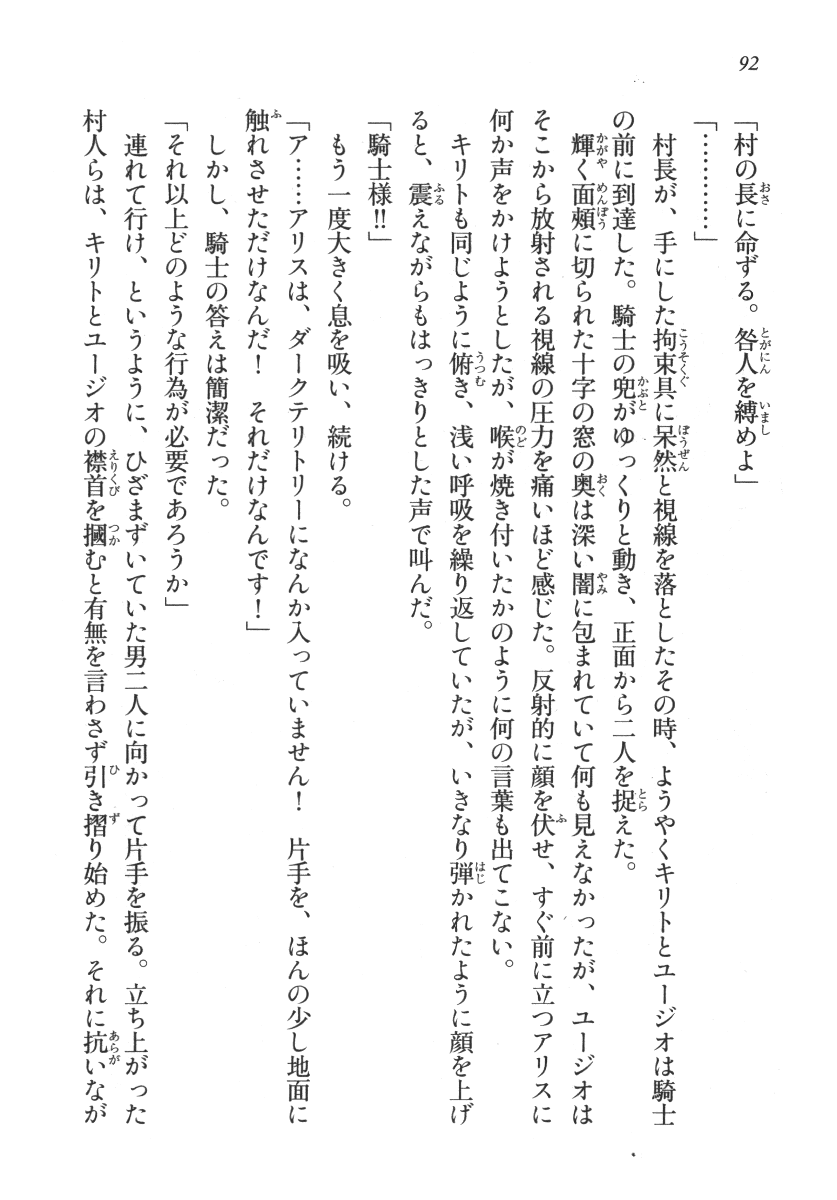 92
「村の長に命ずる。咎人を縛めよ」
「…………」
村長が、手にした拘束具に呆然と視線を落としたその時、ようやくキリトとユージオは騎士
の前に到達した。騎士の兜がゆっくりと動き、正面から二人を捉えた。
輝く面頰に切られた十字の窓の奥は深い闇に包まれていて何も見えなかったが、ユージオは
そこから放射される視線の圧力を痛いほど感じた。反射的に顔を伏せ、すぐ前に立つアリスに
何か声をかけようとしたが、喉が焼き付いたかのように何の言葉も出てこない。
キリトも同じように俯き、浅い呼吸を繰り返していたが、いきなり弾かれたように顔を上げ
ると、震えながらもはっきりとした声で叫んだ。
「騎士様!!」
もう一度大きく息を吸い、続ける。
「ア……アリスは、ダークテリトリーになんか入っていません！　片手を、ほんの少し地面に
触れさせただけなんだ！　それだけなんです！」
しかし、騎士の答えは簡潔だった。
「それ以上どのような行為が必要であろうか」
連れて行け、というように、ひざまずいていた男二人に向かって片手を振る。立ち上がった
村人らは、キリトとユージオの襟首を摑むと有無を言わさず引き摺り始めた。それに抗いなが